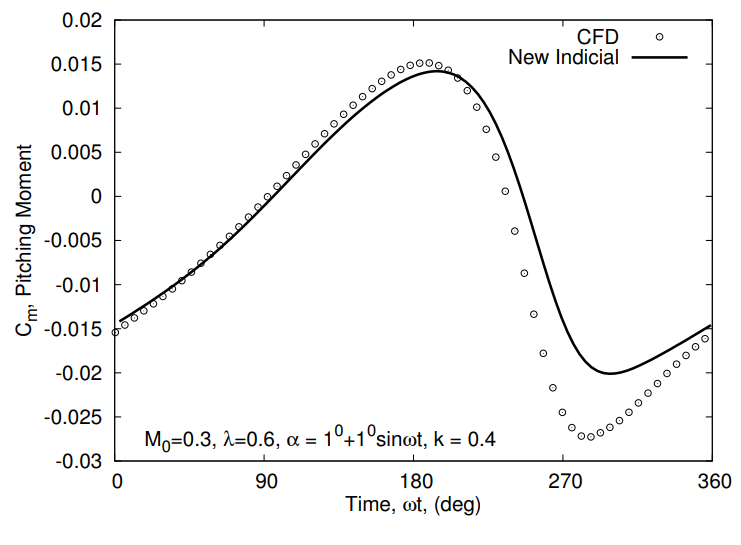 0.02
0.015
0.01
0.005
0
-0.005
-0.01
-0.015
-0.02
-0.025
-0.03
C_m, Pitching Moment
CFD
New Indicial
M_0=0.3, λ=0.6, α = 1^0+1^0sinωt, k = 0.4
0 90 180 270 360
Time, ωt, (deg)